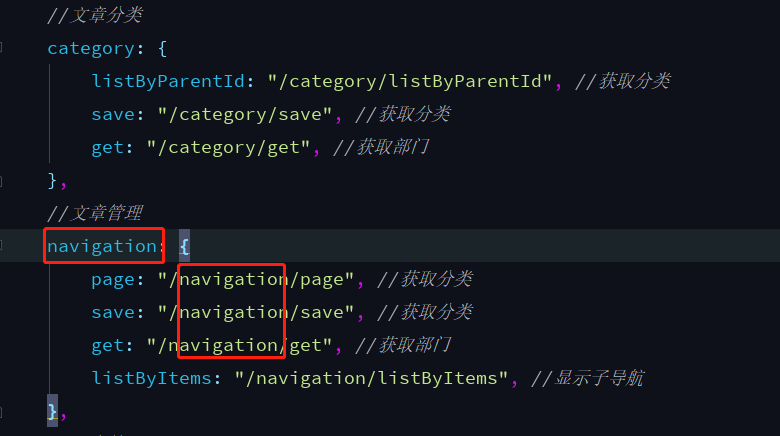 //文章分类
category: {
listByParentId: "/category/listByParentId", //获取分类
save: "/category/save", //获取分类
get: "/category/get", //获取部门
},
//文章管理
navigation: {
page: "/navigation/page", //获取分类
save: "/navigation/save", //获取分类
get: "/navigation/get", //获取部门
listByItems: "/navigation/listByItems", //显示子导航
},